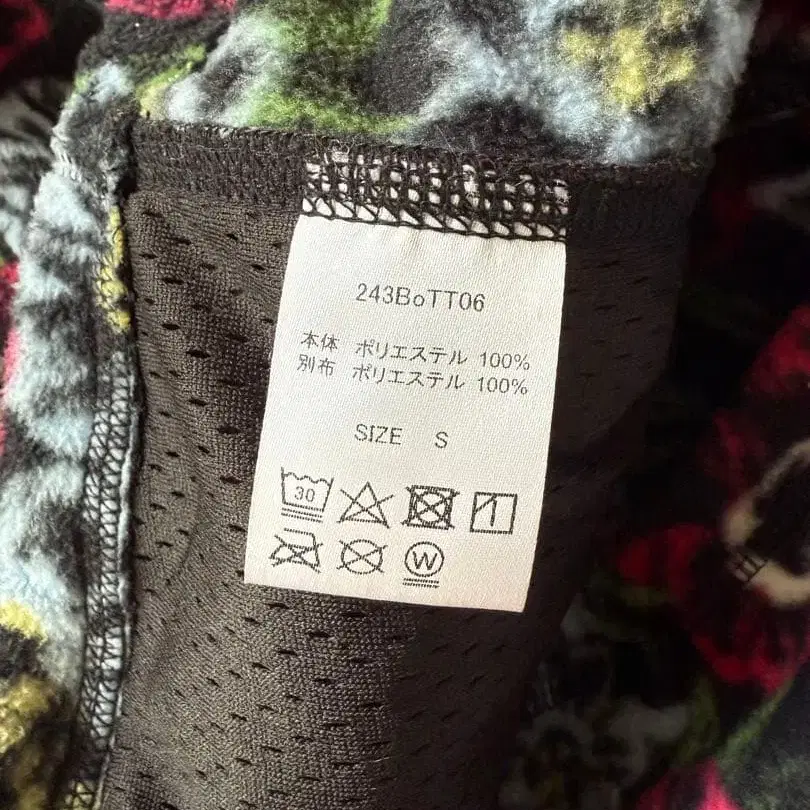 243BoTT06
本体 ポリエステル 100%
別布 ポリエステル 100%
SIZE S
30
W